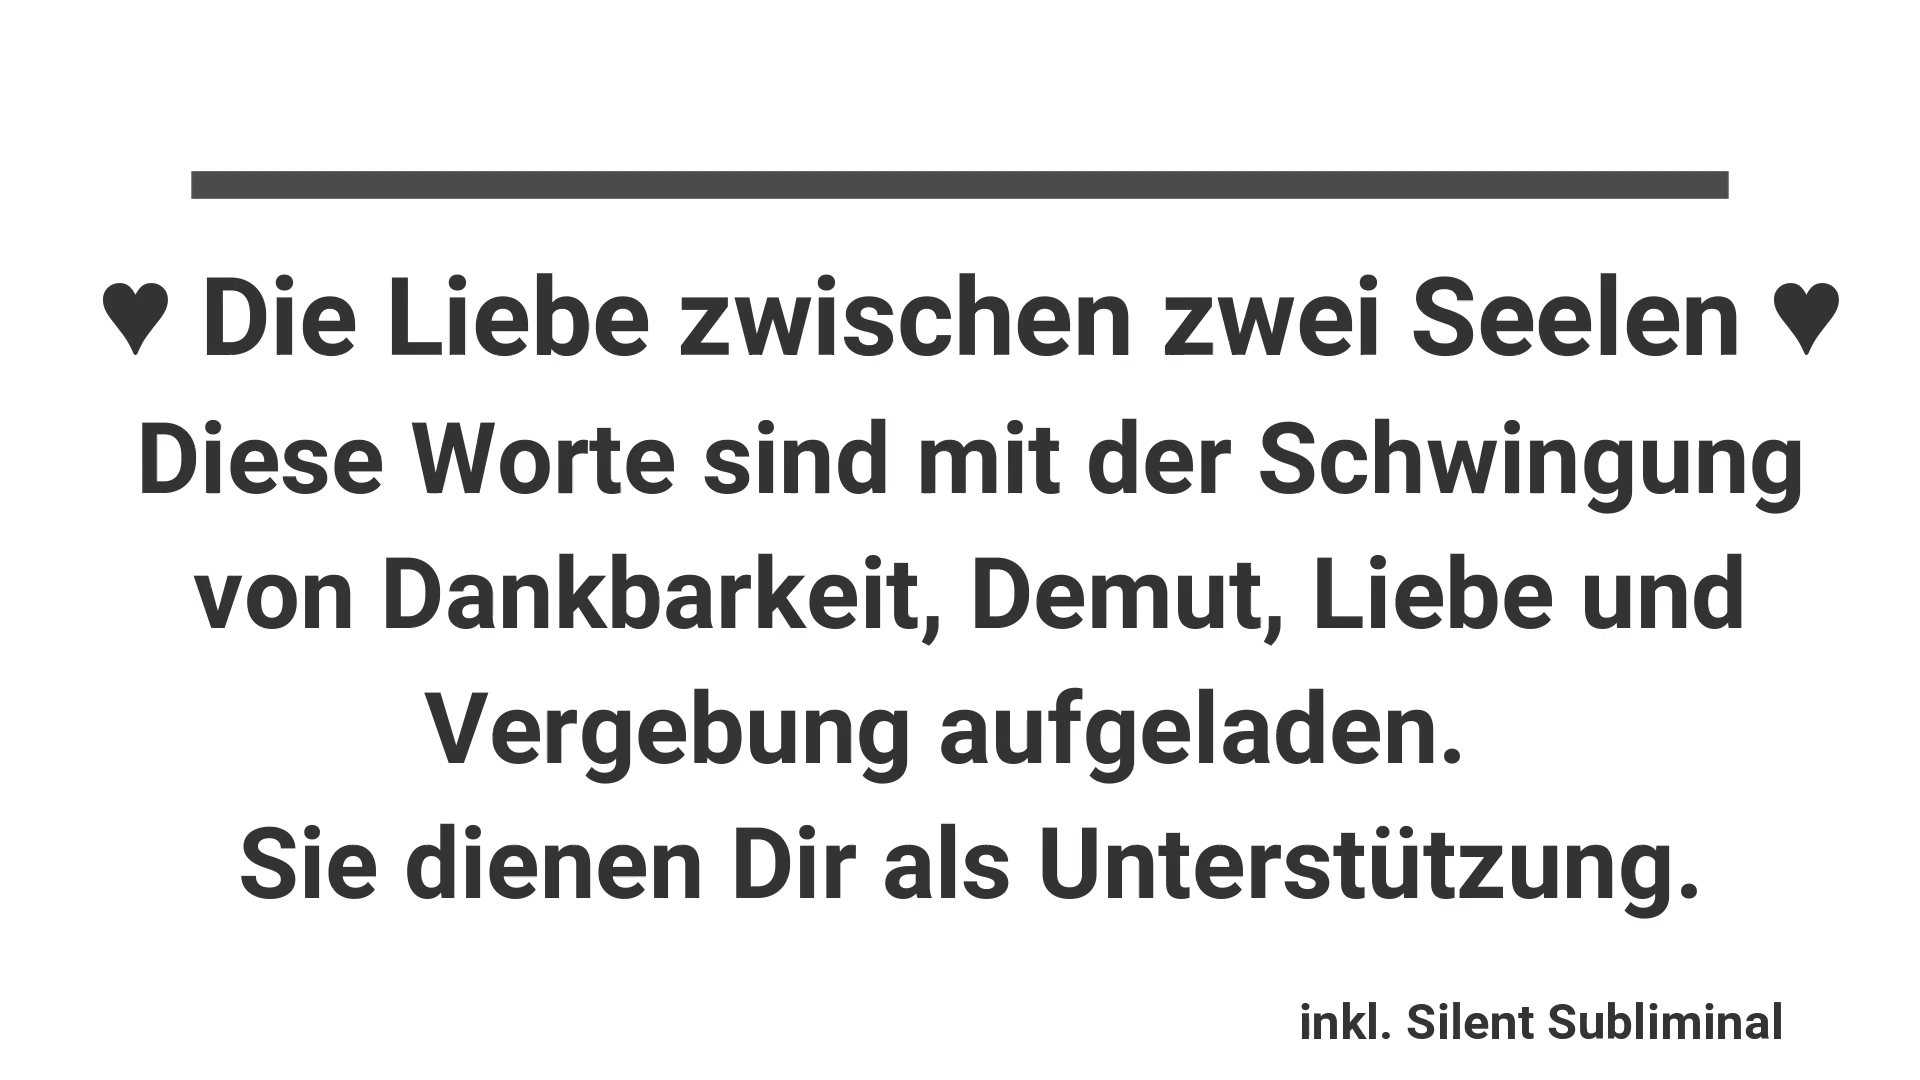 ♥ Die Liebe zwischen zwei Seelen ♥
Diese Worte sind mit der Schwingung
von Dankbarkeit, Demut, Liebe und
Vergebung aufgeladen.
Sie dienen Dir als Unterstützung.
inkl. Silent Subliminal